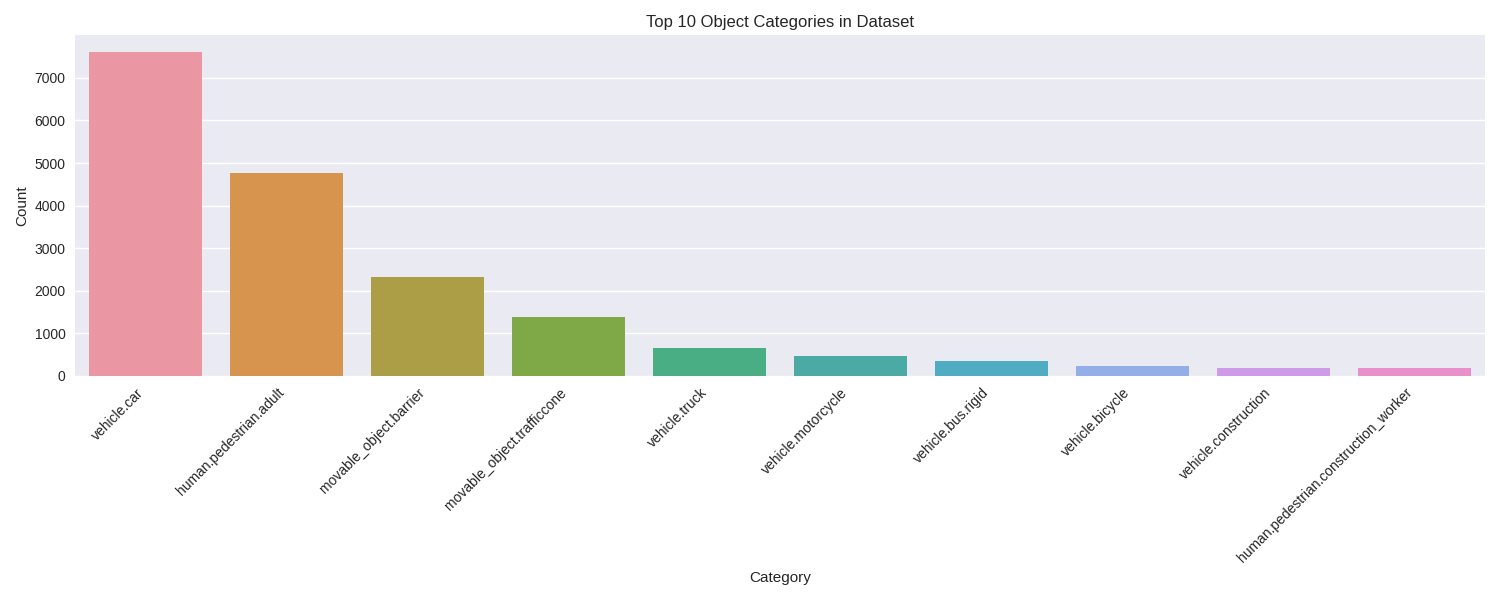 Top 10 Object Categories in Dataset
Count
7000
6000
5000
4000
3000
2000
1000
0
vehicle.car
human.pedestrian.adult
movable_object.barrier
movable_object.trafficcone
vehicle.truck
vehicle.motorcycle
vehicle.bus.rigid
vehicle.bicycle
vehicle.construction
human.pedestrian.construction_worker
Category